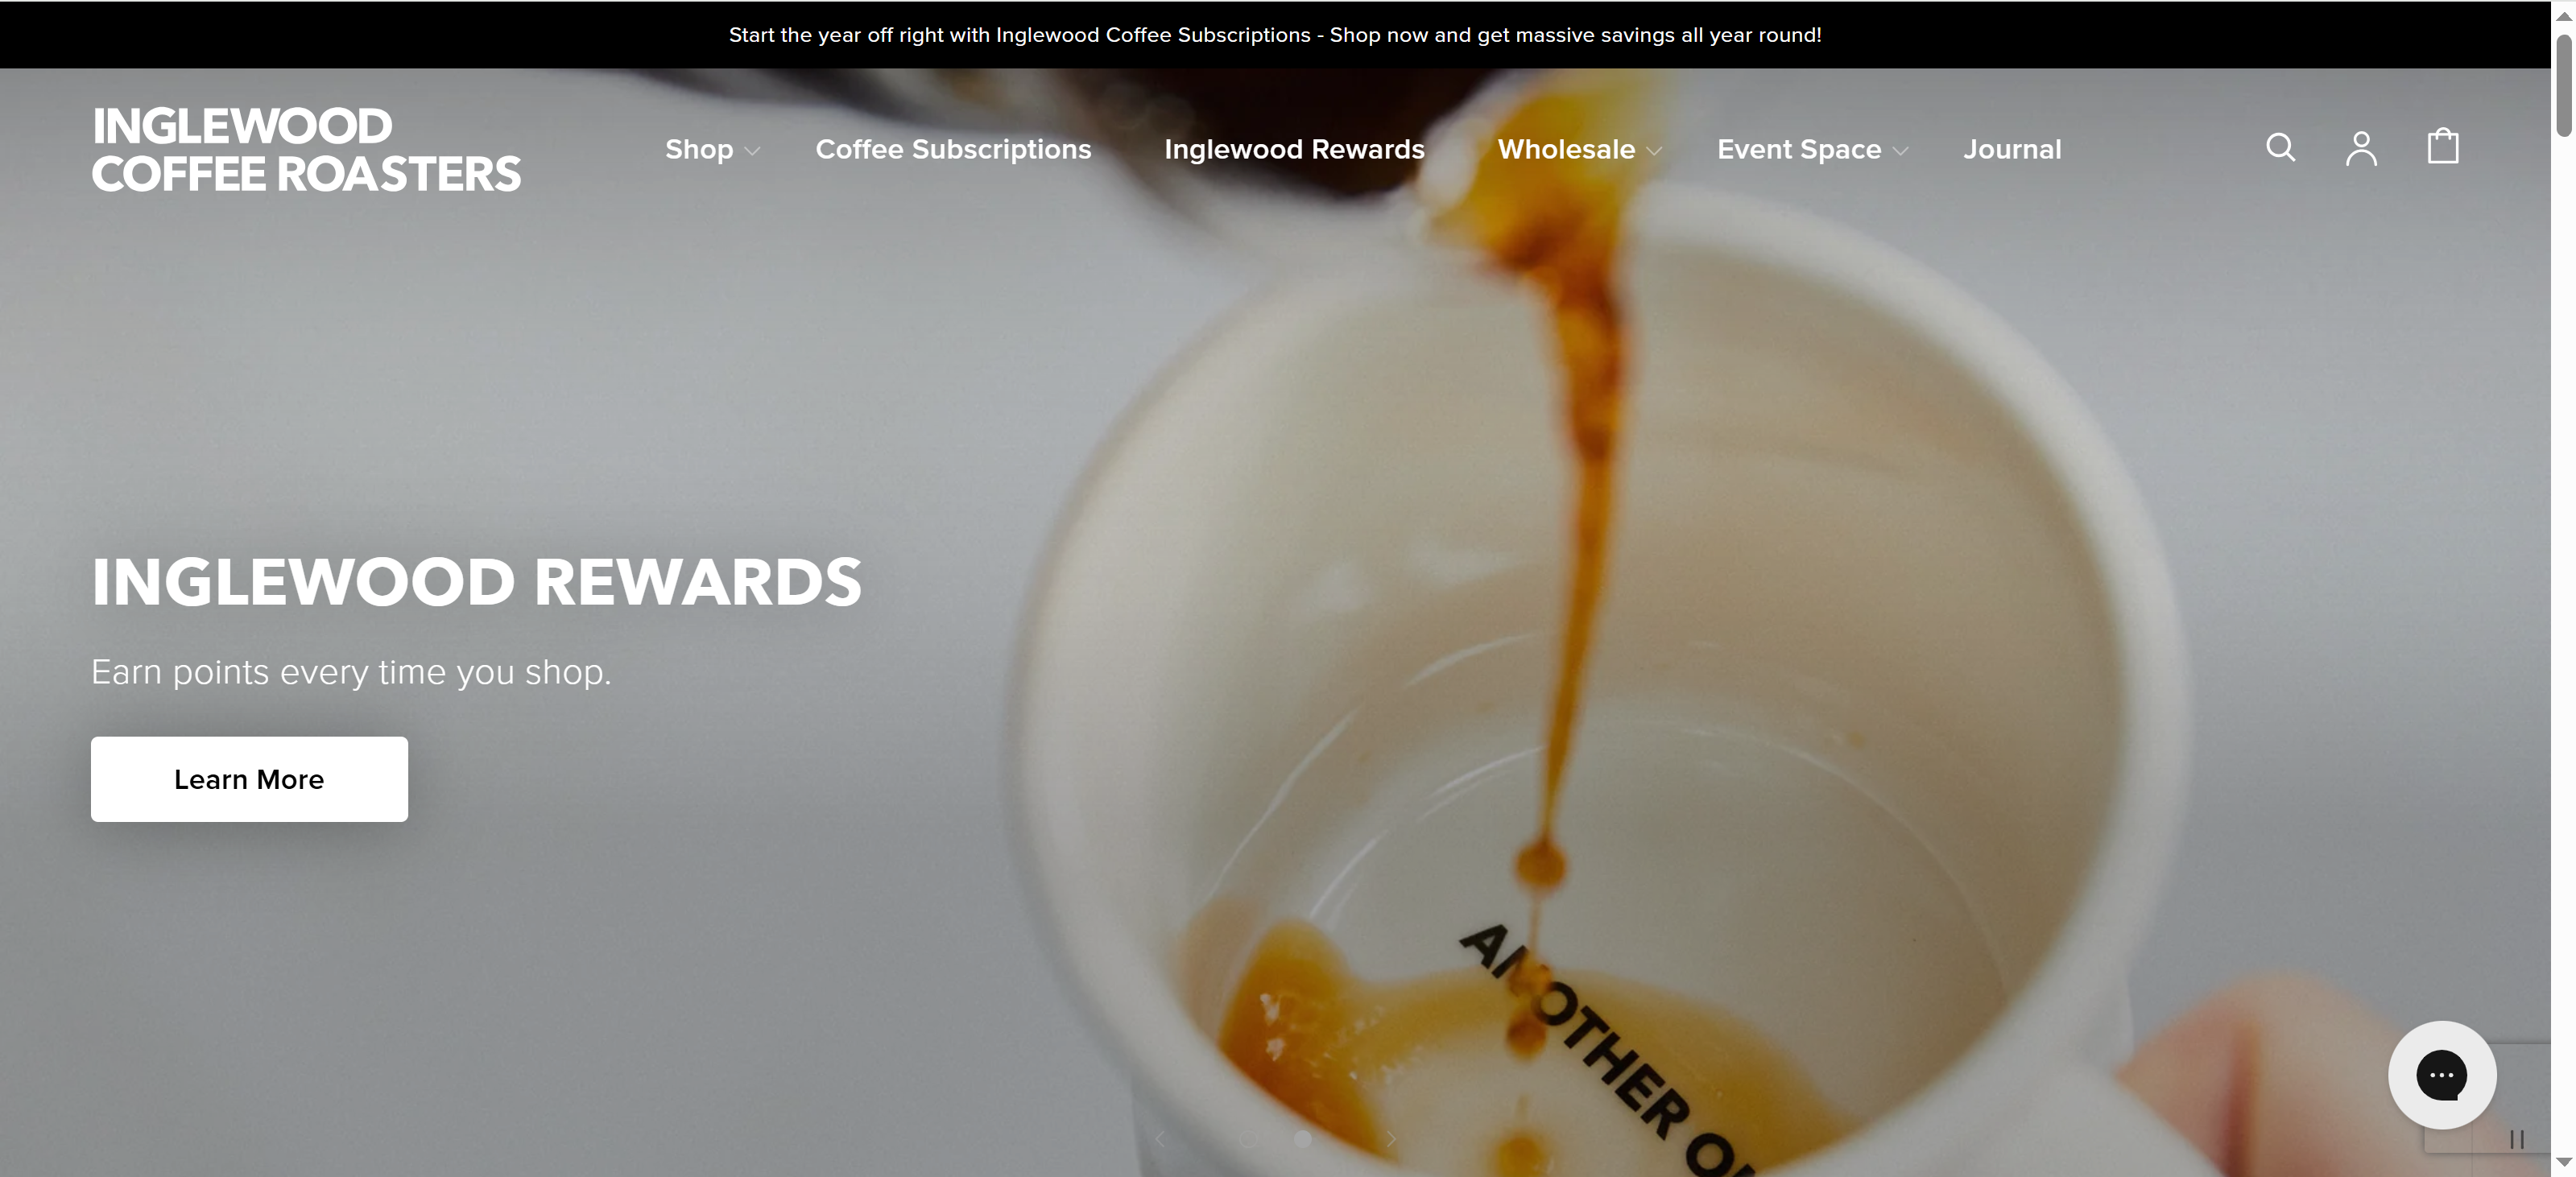 Start the year off right with Inglewood Coffee Subscriptions - Shop now and get massive savings all year round!
INGLEWOOD
COFFEE ROASTERS
Shop
Coffee Subscriptions
Inglewood Rewards
Wholesale
Event Space
Journal
INGLEWOOD REWARDS
Earn points every time you shop.
Learn More
ANOTHER